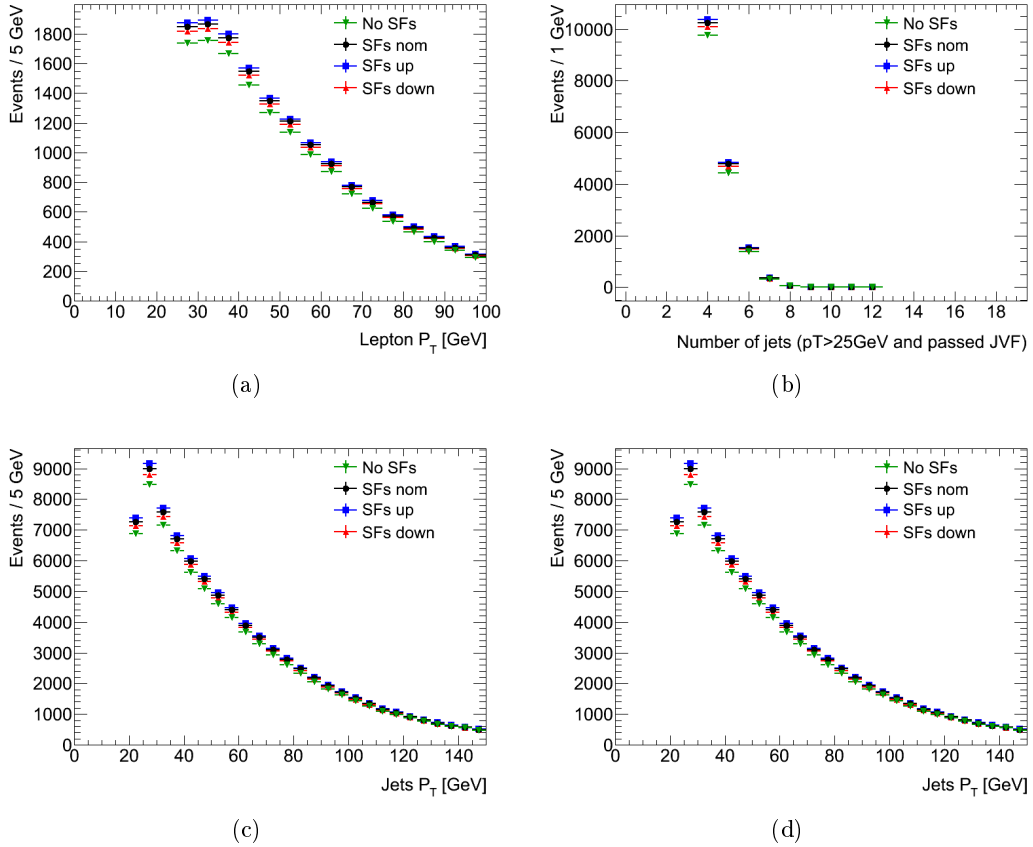 Events / 5 GeV
1800
1600
1400
1200
1000
800
600
400
200
0
No SFs
SFs nom
SFs up
SFs down
0 10 20 30 40 50 60 70 80 90 100
Lepton P_T [GeV]
(a)
Events / 1 GeV
10000
8000
6000
4000
2000
0
No SFs
SFs nom
SFs up
SFs down
0 2 4 6 8 10 12 14 16 18
Number of jets (pT>25GeV and passed JVF)
(b)
Events / 5 GeV
9000
8000
7000
6000
5000
4000
3000
2000
1000
0
No SFs
SFs nom
SFs up
SFs down
0 20 40 60 80 100 120 140
Jets P_T [GeV]
(c)
Events / 5 GeV
9000
8000
7000
6000
5000
4000
3000
2000
1000
0
No SFs
SFs nom
SFs up
SFs down
0 20 40 60 80 100 120 140
Jets P_T [GeV]
(d)